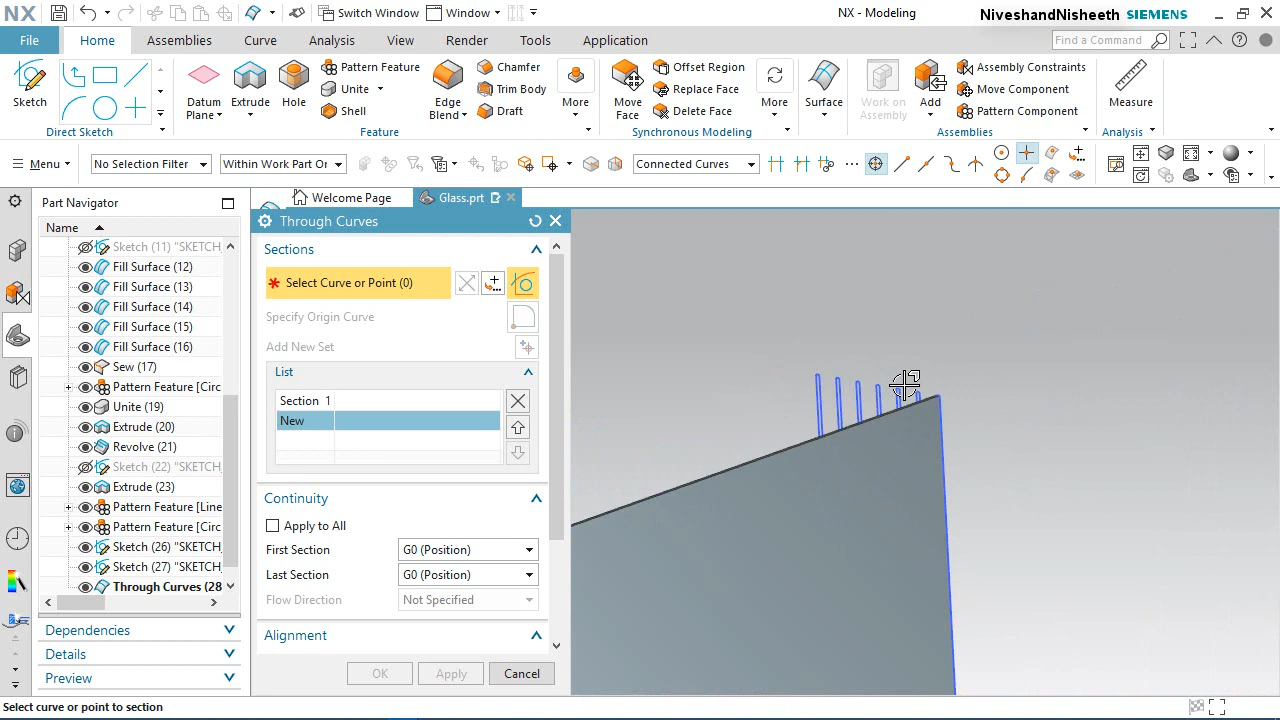 NX
Switch Window
Window
NX - Modeling
NiveshandNisheeth SIEMENS
File
Home
Assemblies
Curve
Analysis
View
Render
Tools
Application
Find a Command
Sketch
Direct Sketch
Datum Plane
Extrude
Hole
Pattern Feature
Unite
Shell
Edge Blend
Chamfer
Trim Body
Draft
More
Feature
Move Face
Offset Region
Replace Face
Delete Face
More
Synchronous Modeling
Surface
Work on Assembly
Add
Assembly Constraints
Move Component
Pattern Component
Assemblies
Measure
Analysis
Menu
No Selection Filter
Within Work Part Or
Connected Curves
Part Navigator
Name
Sketch (11) "SKETCH_
Fill Surface (12)
Fill Surface (13)
Fill Surface (14)
Fill Surface (15)
Fill Surface (16)
Sew (17)
Pattern Feature [Circ
Unite (19)
Extrude (20)
Revolve (21)
Sketch (22) "SKETCH_
Extrude (23)
Pattern Feature [Line
Pattern Feature [Circ
Sketch (26) "SKETCH_
Sketch (27) "SKETCH_
Through Curves (28
Dependencies
Details
Preview
Welcome Page
Glass.prt
Through Curves
Sections
* Select Curve or Point (0)
Specify Origin Curve
Add New Set
List
Section 1
New
Continuity
Apply to All
First Section
G0 (Position)
Last Section
G0 (Position)
Flow Direction
Not Specified
Alignment
OK
Apply
Cancel
Select curve or point to section